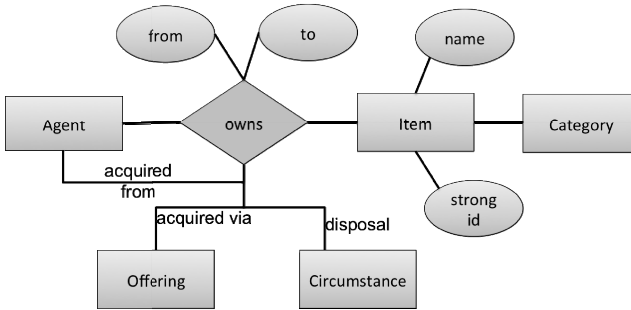 from
to
name
Agent
owns
Item
Category
acquired
from
strong
id
acquired via
disposal
Offering
Circumstance